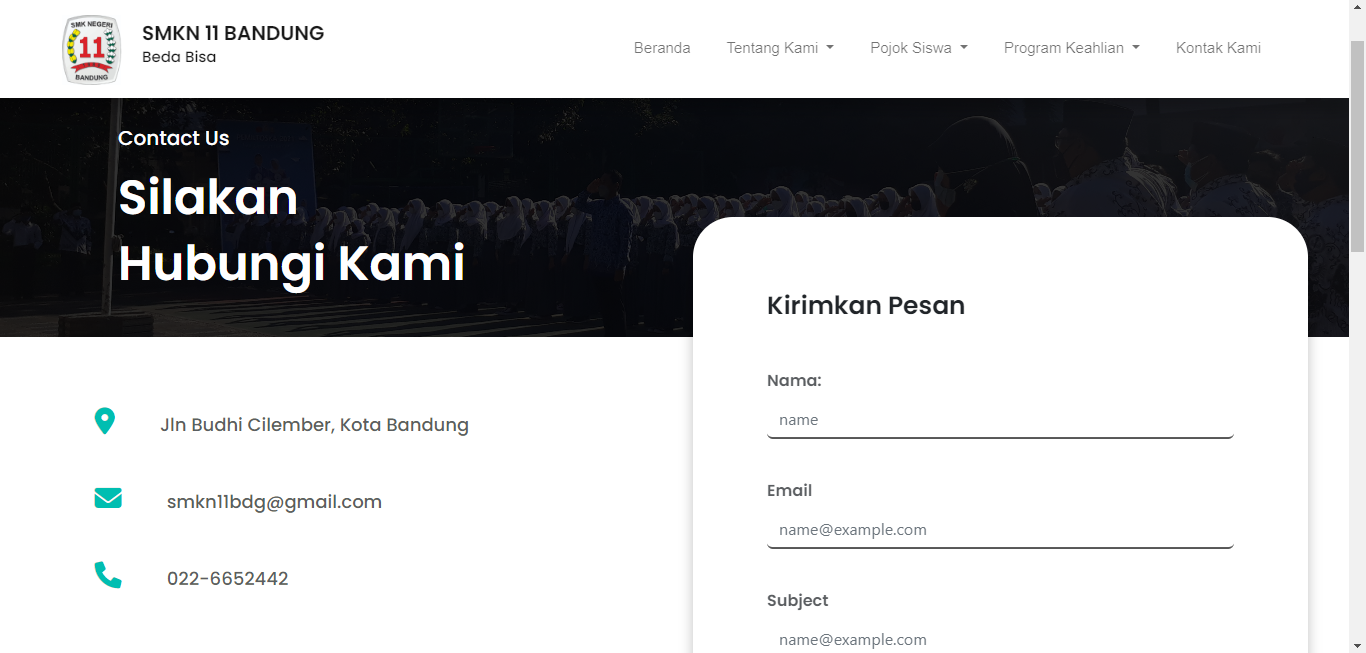 SMK NEGERI
11
BANDUNG
SMKN 11 BANDUNG
Beda Bisa
Beranda
Tentang Kami
Pojok Siswa
Program Keahlian
Kontak Kami
Contact Us
Silakan
Hubungi Kami
Jln Budhi Cilember, Kota Bandung
smkn11bdg@gmail.com
022-6652442
Kirimkan Pesan
Nama:
name
Email
name@example.com
Subject
name@example.com